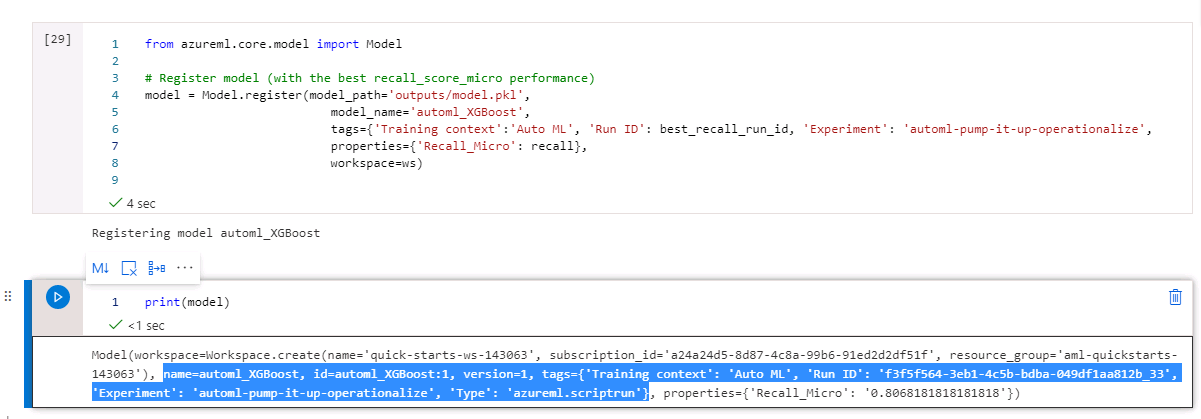 [29]
1 from azureml.core.model import Model
2
3 # Register model (with the best recall_score_micro performance)
4 model = Model.register(model_path='outputs/model.pkl',
5 model_name='automl_XGBoost',
6 tags={'Training context':'Auto ML', 'Run ID': best_recall_run_id, 'Experiment': 'automl-pump-it-up-operationalize',
7 properties={'Recall_Micro': recall},
8 workspace=ws)
9
4 sec
Registering model automl_XGBoost
M↓ ···
1 print(model)
<1 sec
Model(workspace=Workspace.create(name='quick-starts-ws-143063', subscription_id='a24a24d5-8d87-4c8a-99b6-91ed2d2df51f', resource_group='aml-quickstarts-
143063'), name=automl_XGBoost, id=automl_XGBoost:1, version=1, tags={'Training context': 'Auto ML', 'Run ID': 'f3f5f564-3eb1-4c5b-bdba-049df1aa812b_33',
'Experiment': 'automl-pump-it-up-operationalize', 'Type': 'azureml.scriptrun'}, properties={'Recall_Micro': '0.8068181818181818'})